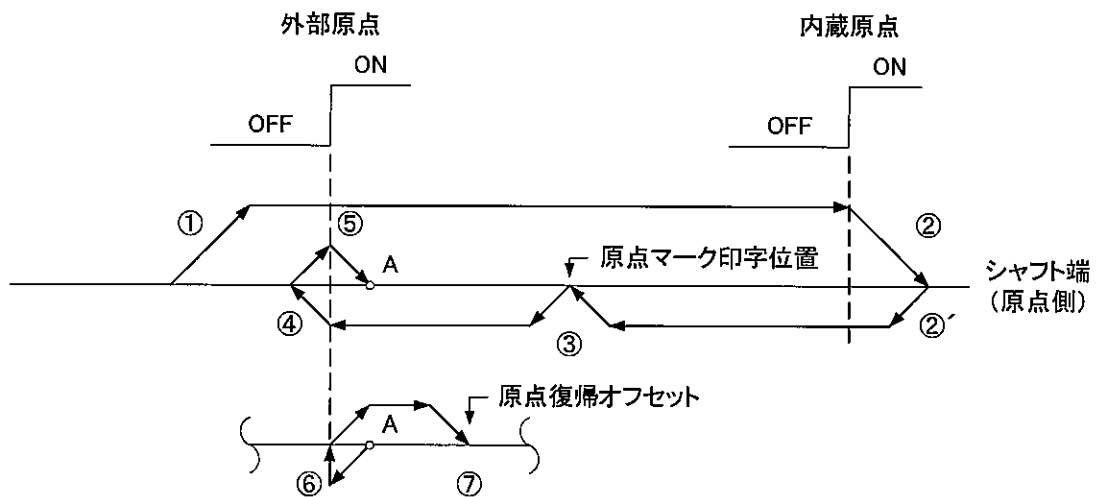 外部原点
内蔵原点
ON
ON
OFF
OFF
①
⑤
②
A
原点マーク印字位置
シャフト端
(原点側)
④
③
②´
原点復帰オフセット
A
⑥
⑦